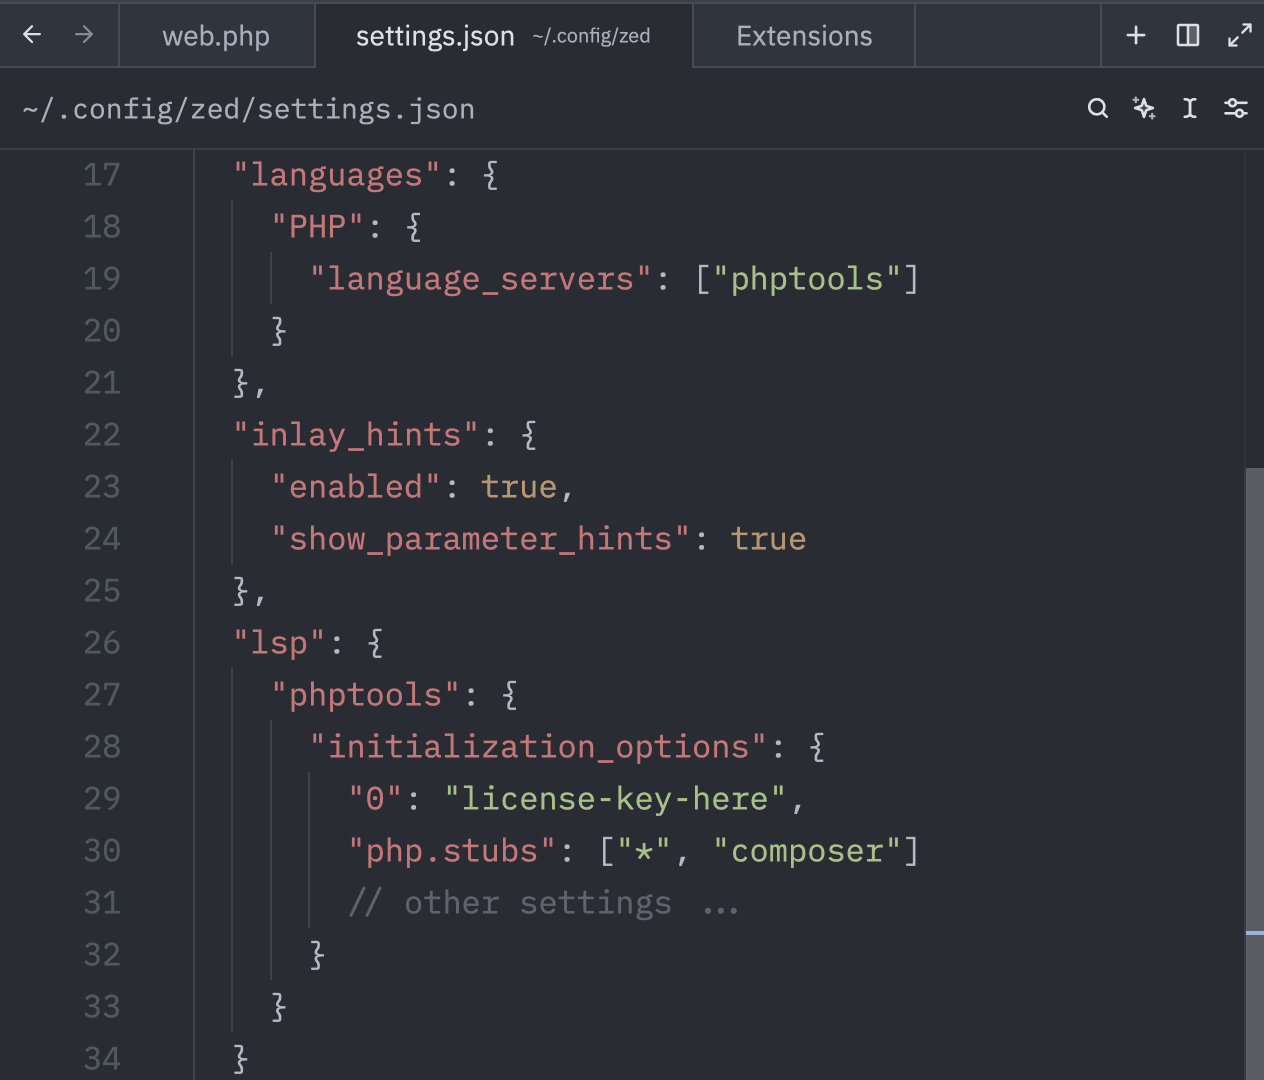 web.php settings.json ~/.config/zed Extensions
~/.config/zed/settings.json
17 "languages": {
18 "PHP": {
19 "language_servers": ["phptools"]
20 }
21 },
22 "inlay_hints": {
23 "enabled": true,
24 "show_parameter_hints": true
25 },
26 "lsp": {
27 "phptools": {
28 "initialization_options": {
29 "0": "license-key-here",
30 "php.stubs": ["*", "composer"]
31 // other settings ...
32 }
33 }
34 }